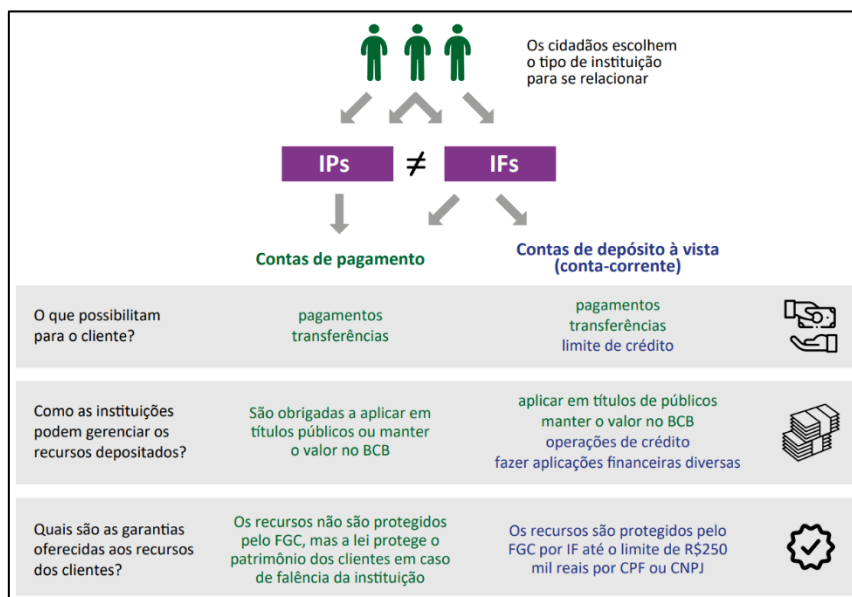 Os cidadãos escolhem
o tipo de instituição
para se relacionar
IPs
≠
IFs
Contas de pagamento
Contas de depósito à vista
(conta-corrente)
O que possibilitam
para o cliente?
pagamentos
transferências
pagamentos
transferências
limite de crédito
Como as instituições
podem gerenciar os
recursos depositados?
São obrigadas a aplicar em
títulos públicos ou manter
o valor no BCB
aplicar em títulos de públicos
manter o valor no BCB
operações de crédito
fazer aplicações financeiras diversas
Quais são as garantias
oferecidas aos recursos
dos clientes?
Os recursos não são protegidos
pelo FGC, mas a lei protege o
patrimônio dos clientes em caso
de falência da instituição
Os recursos são protegidos pelo
FGC por IF até o limite de R$250
mil reais por CPF ou CNPJ